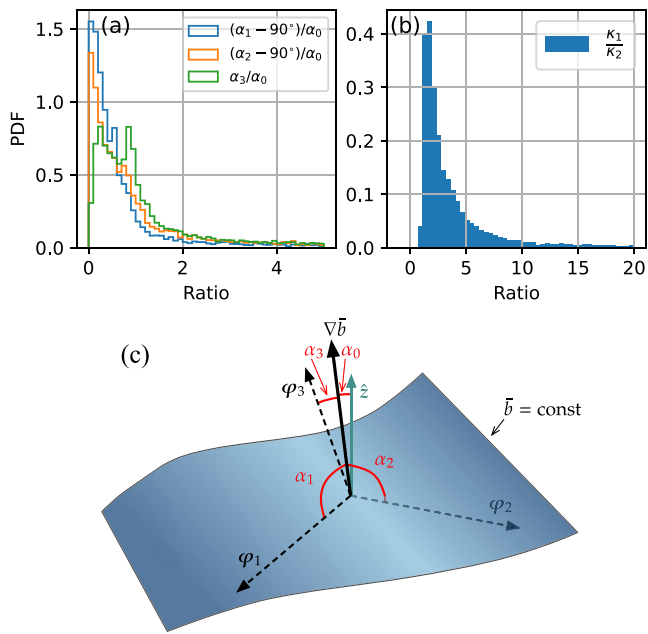 (a)
(α₁ − 90°)/α₀
(α₂ − 90°)/α₀
α₃/α₀
PDF
1.5
1.0
0.5
0.0
0 2 4
Ratio
(b)
κ₁/κ₂
0.4
0.3
0.2
0.1
0.0
0 5 10 15 20
Ratio
(c)
∇b̄
α₃ α₀
φ₃
ẑ
b̄ = const
α₁ α₂
φ₂
φ₁